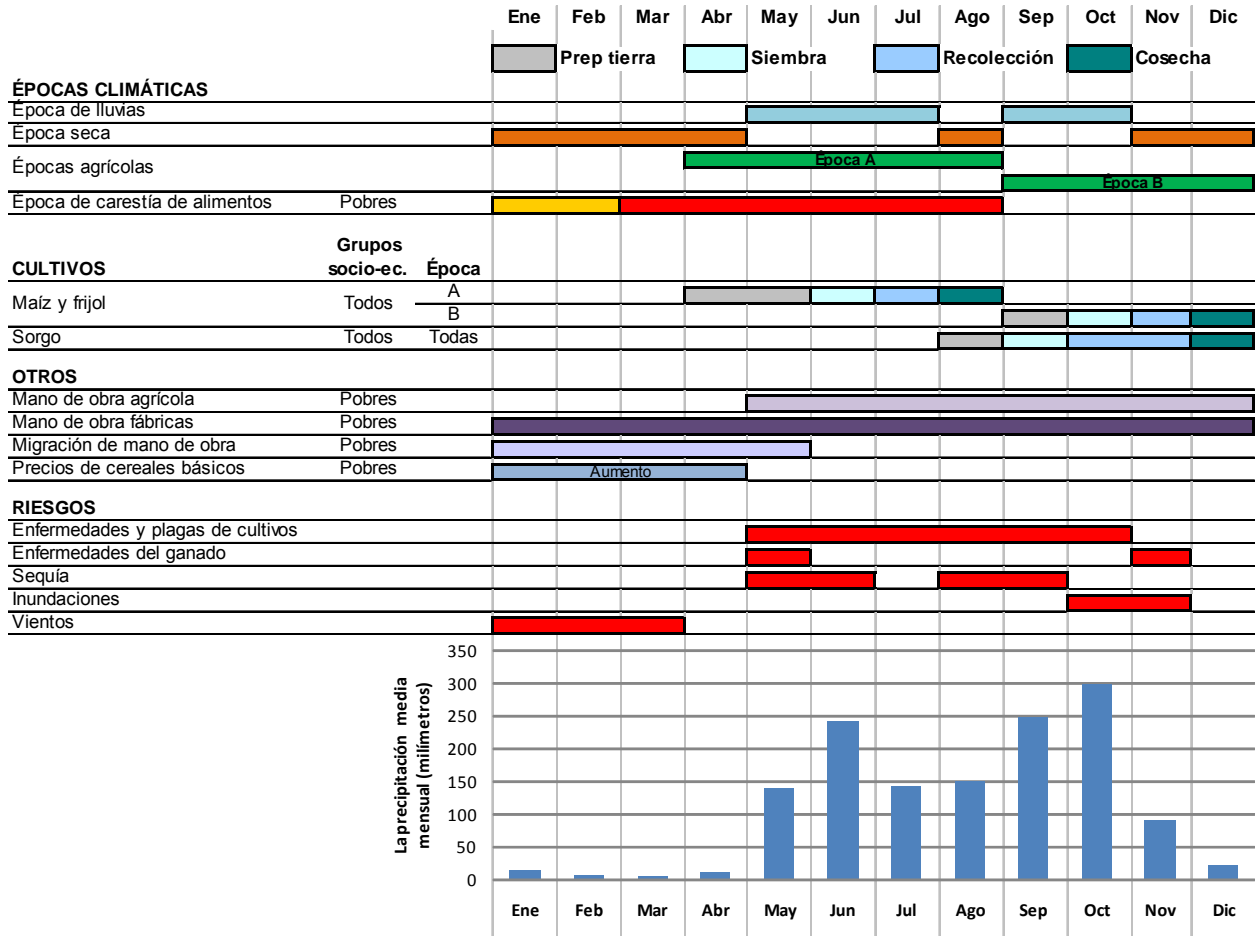 Ene Feb Mar Abr May Jun Jul Ago Sep Oct Nov Dic
Prep tierra Siembra Recolección Cosecha
ÉPOCAS CLIMÁTICAS
Época de lluvias
Época seca
Épocas agrícolas Época A
Época B
Época de carestía de alimentos Pobres
Grupos
CULTIVOS socio-ec. Época
Maíz y frijol Todos A
B
Sorgo Todos Todas
OTROS
Mano de obra agrícola Pobres
Mano de obra fábricas Pobres
Migración de mano de obra Pobres
Precios de cereales básicos Pobres Aumento
RIESGOS
Enfermedades y plagas de cultivos
Enfermedades del ganado
Sequía
Inundaciones
Vientos
La precipitación media
mensual (milímetros)
350
300
250
200
150
100
50
0
Ene Feb Mar Abr May Jun Jul Ago Sep Oct Nov Dic